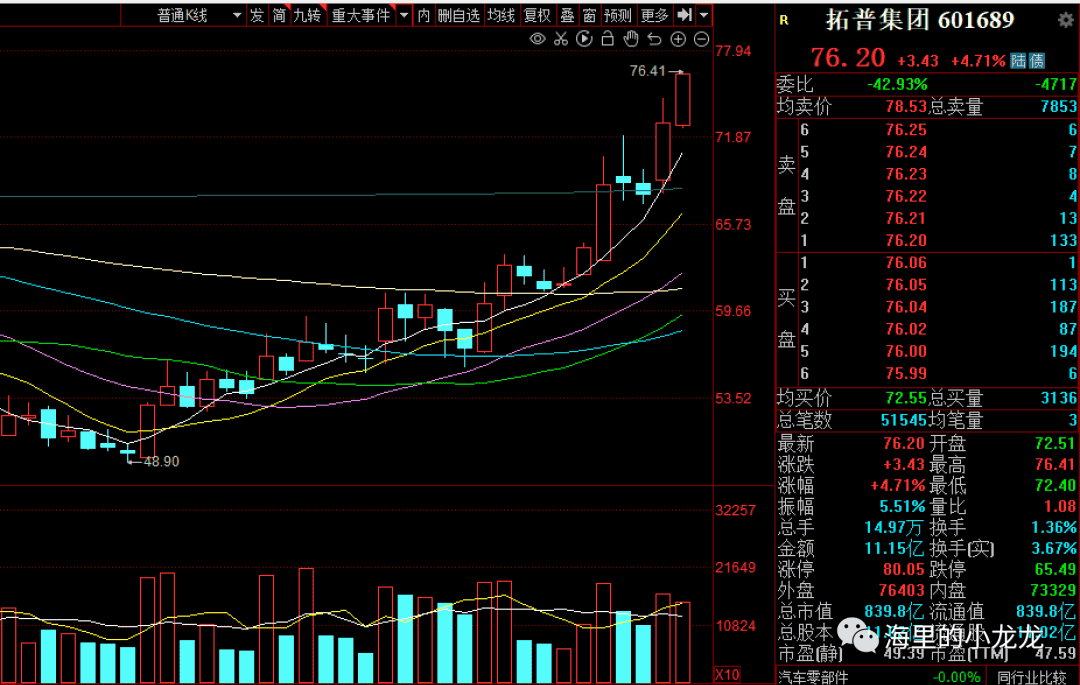 普通K线 发 简 九转 重大事件 内 删自选 均线 复权 叠 窗 预测 更多
77.94
76.41
71.87
65.73
59.66
53.52
48.90
32257
21649
10824
X10
R 拓普集团 601689
76.20 +3.43 +4.71% 陆 债
委比 -42.93% -4717
均卖价 78.53 总卖量 7853
卖盘
6 76.25 6
5 76.24 7
4 76.23 8
3 76.22 4
2 76.21 13
1 76.20 133
买盘
1 76.06 1
2 76.05 113
3 76.04 187
4 76.02 87
5 76.00 194
6 75.99 6
均买价 72.55 总买量 3136
总笔数 51545 均笔量 3
最新 76.20 开盘 72.51
涨跌 +3.43 最高 76.41
涨幅 +4.71% 最低 72.40
振幅 5.51% 量比 1.08
总手 14.97万 换手 1.36%
金额 11.15亿 换手(实) 3.67%
涨停 80.05 跌停 65.49
外盘 76403 内盘 73329
总市值 839.8亿 流通值 839.8亿
总股本
市盈(静) 49.39 市盈(TTM) 47.59
海里的小龙龙
汽车零部件 -0.00% 同行业比较